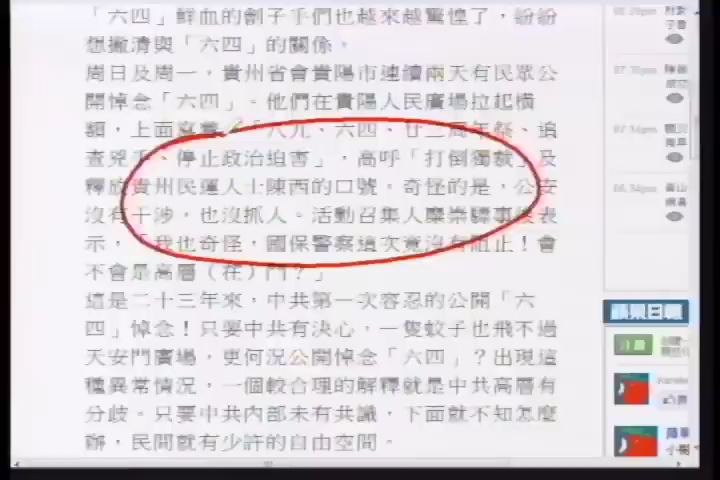 「六四」鮮血的劊子手們也越來越驚惶了，紛紛
想撇清與「六四」的關係。
周日及周一，貴州省會貴陽市連續兩天有民眾公
開悼念「六四」。他們在貴陽人民廣場拉起橫
額，上面寫著「八九、六四、廿三周年祭、追
查兇手、停止政治迫害」，高呼「打倒獨裁」及
釋放貴州民運人士陳西的口號。奇怪的是，公安
沒有干涉，也沒抓人。活動召集人糜崇驃事後表
示，「我也奇怪，國保警察這次竟沒有阻止！會
不會是高層（在）鬥？」
這是二十三年來，中共第一次容忍的公開「六
四」悼念！只要中共有決心，一隻蚊子也飛不過
天安門廣場，更何況公開悼念「六四」？出現這
種異常情況，一個較合理的解釋就是中共高層有
分歧。只要中共內部未有共識，下面就不知怎麼
辦，民間就有少許的自由空間。
蘋果日報